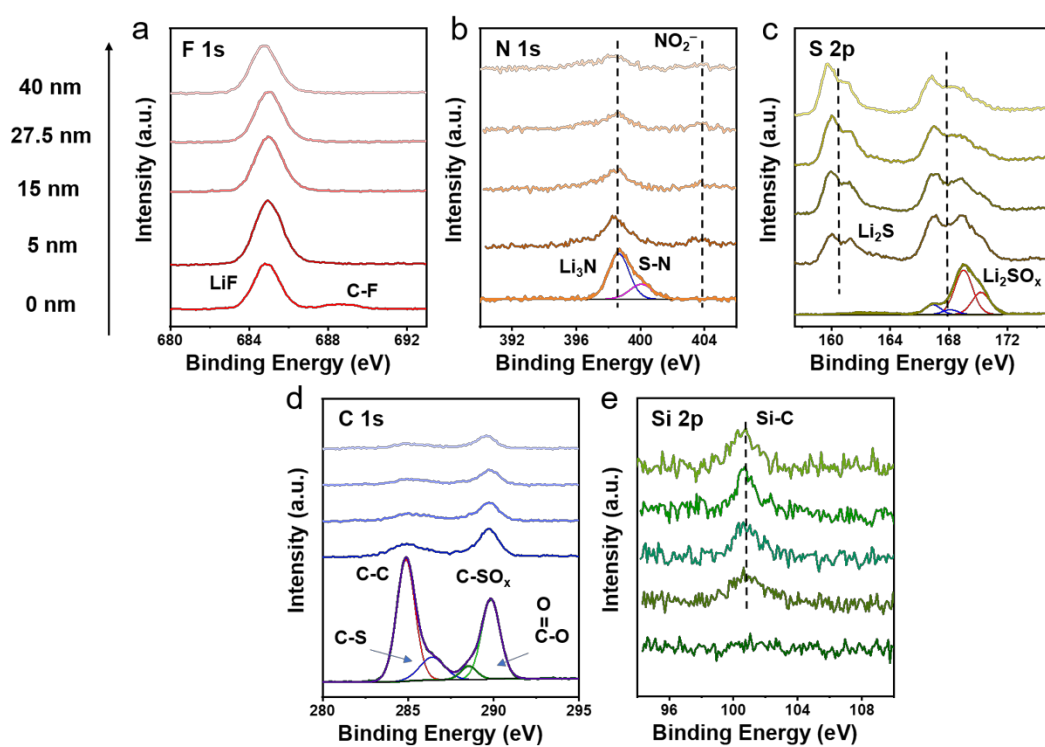 a
F 1s
40 nm
27.5 nm
15 nm
5 nm
0 nm
LiF
C-F
Intensity (a.u.)
680 684 688 692
Binding Energy (eV)
b
N 1s
NO₂⁻
Li₃N
S-N
Intensity (a.u.)
392 396 400 404
Binding Energy (eV)
c
S 2p
Li₂S
Li₂SOₓ
Intensity (a.u.)
160 164 168 172
Binding Energy (eV)
d
C 1s
C-C
C-SOₓ
C-S
O
C-O
Intensity (a.u.)
280 285 290 295
Binding Energy (eV)
e
Si 2p
Si-C
Intensity (a.u.)
96 100 104 108
Binding Energy (eV)